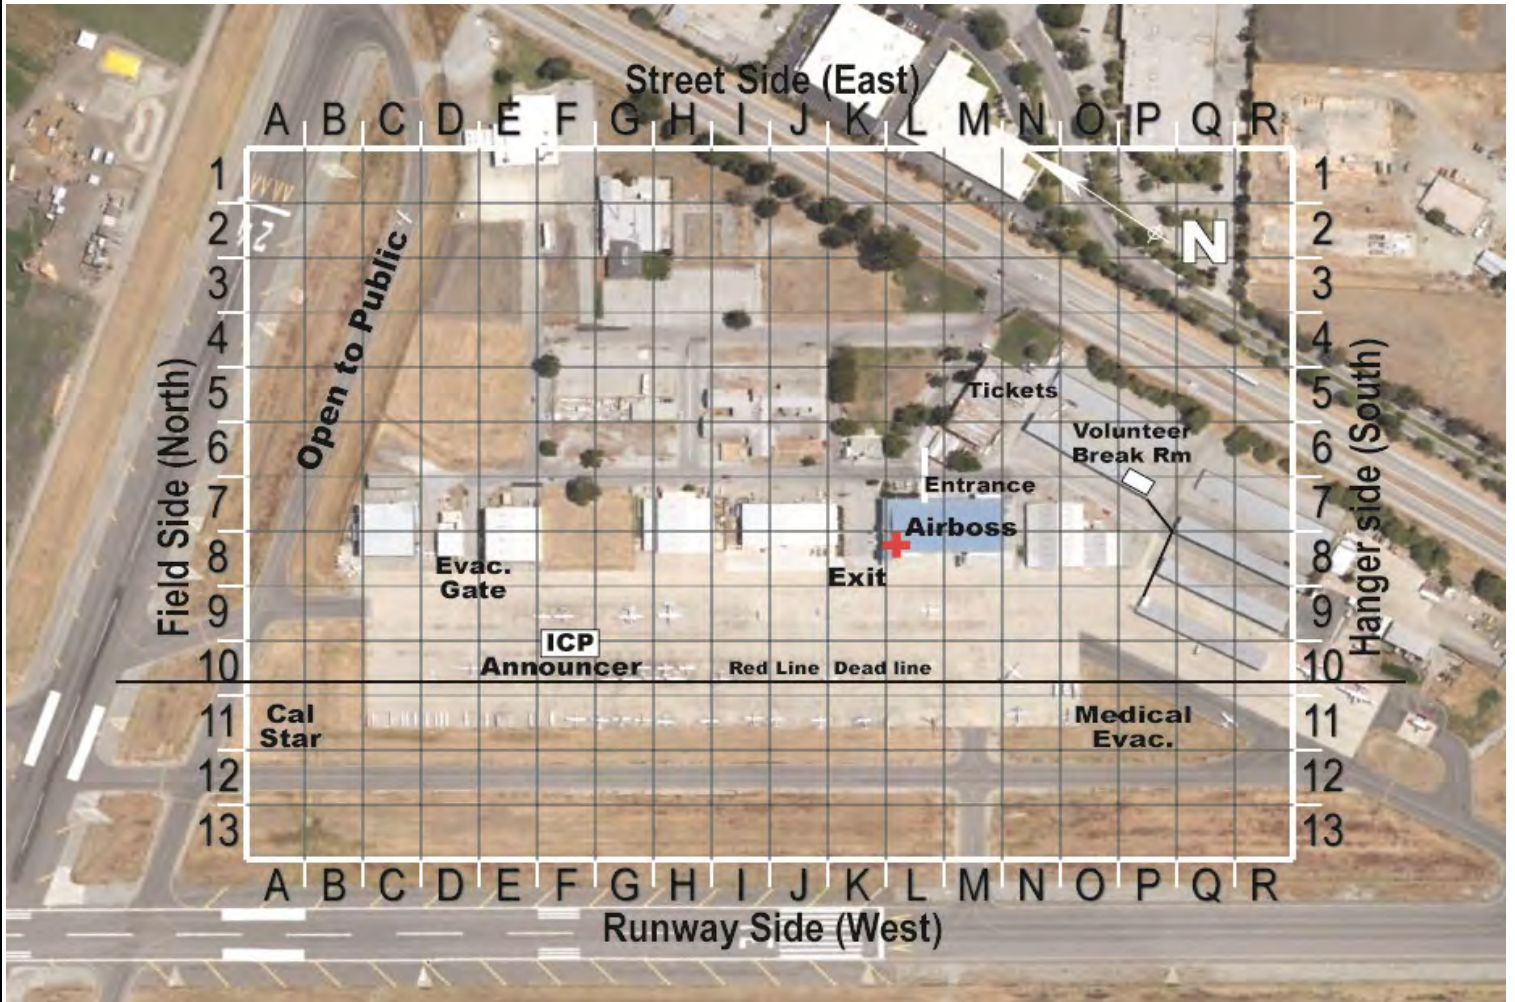 Street Side (East)
A B C D E F G H I J K L M N O P Q R
1 1
2 2
N
24
3 3
Open to Public
4 4
5 5
Tickets
6 6
Volunteer
Break Rm
7 7
Entrance
Airboss
8 8
Evac.
Gate
Exit
9 9
Field Side (North)
Hanger side (South)
ICP
Announcer
10 10
Red Line Dead line
11 11
Cal
Star
Medical
Evac.
12 12
13 13
A B C D E F G H I J K L M N O P Q R
Runway Side (West)